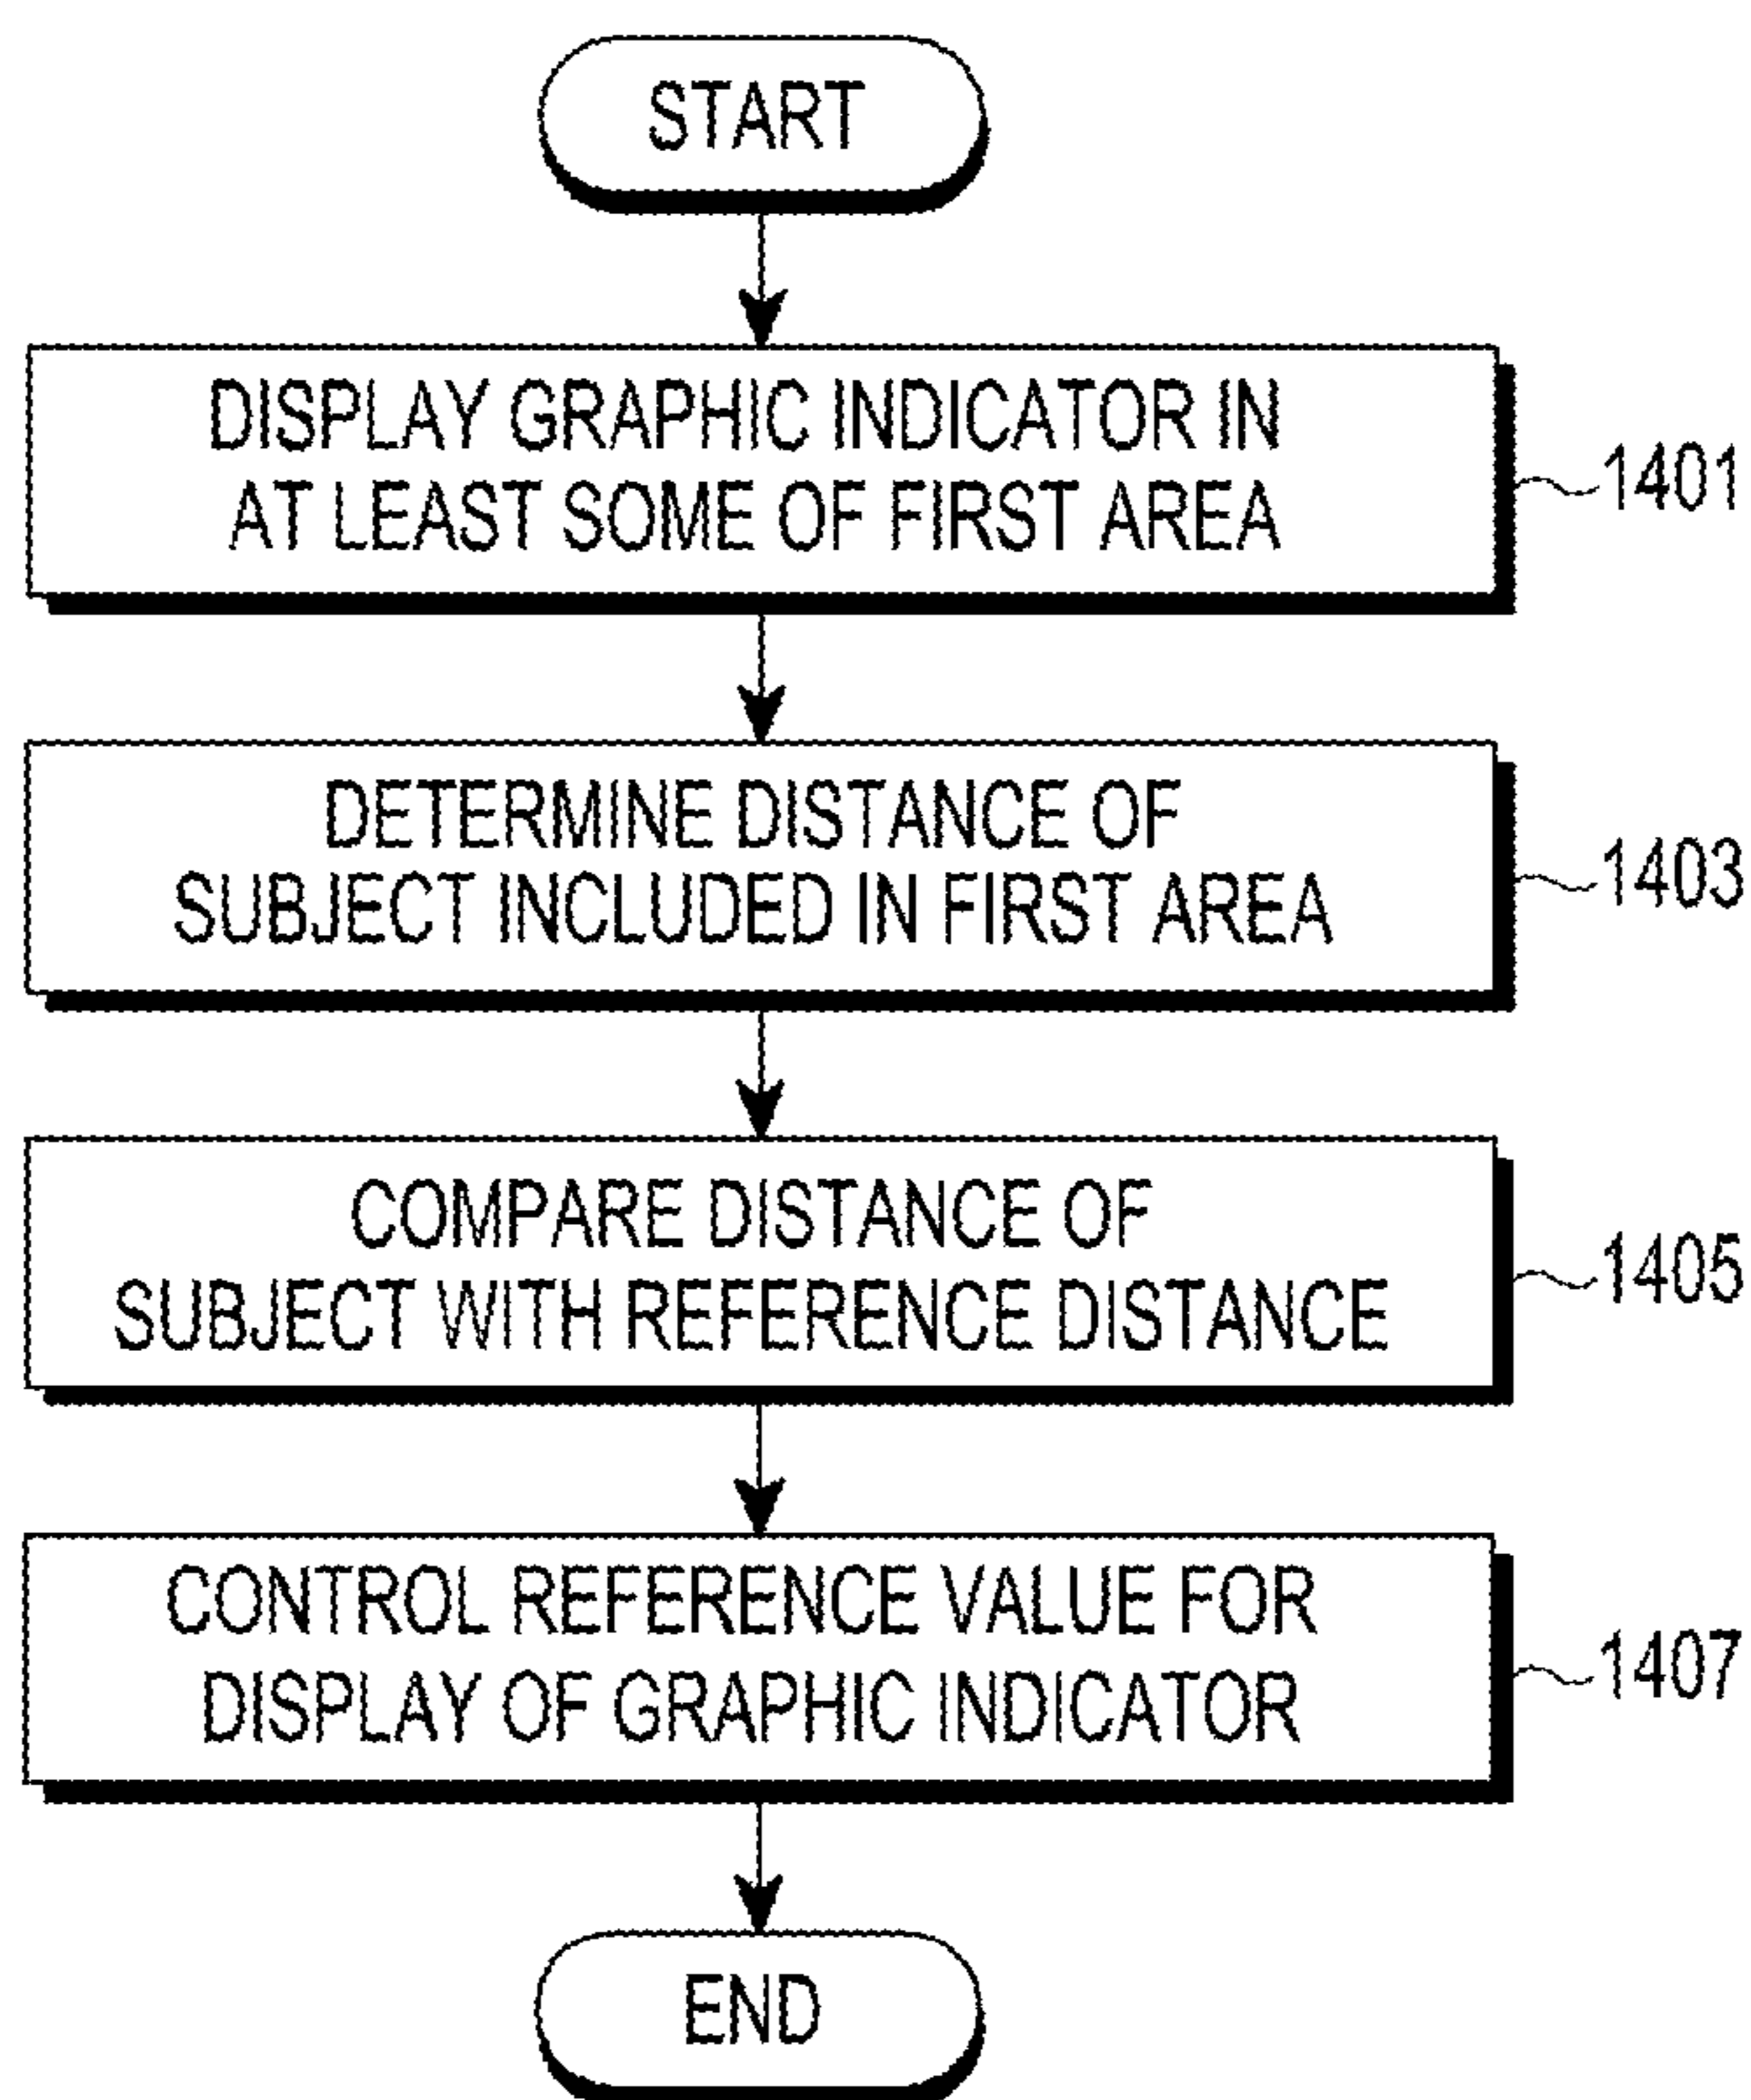 START
DISPLAY GRAPHIC INDICATOR IN
AT LEAST SOME OF FIRST AREA
1401
DETERMINE DISTANCE OF
SUBJECT INCLUDED IN FIRST AREA
1403
COMPARE DISTANCE OF
SUBJECT WITH REFERENCE DISTANCE
1405
CONTROL REFERENCE VALUE FOR
DISPLAY OF GRAPHIC INDICATOR
1407
END